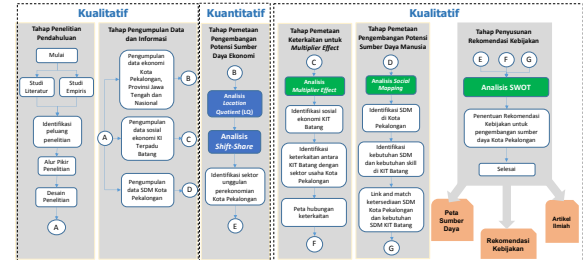 Kualitatif
Kuantitatif
Kualitatif
Tahap Penelitian
Pendahuluan
Mulai
Studi
Literatur
Studi
Empiris
Identifikasi
peluang
penelitian
Alur Pikir
Penelitian
Desain
Penelitian
A
Tahap Pengumpulan Data
dan Informasi
Pengumpulan
data ekonomi
Kota
Pekalongan,
Provinsi Jawa
Tengah dan
Nasional
B
A
Pengumpulan
data sosial
ekonomi KI
Terpadu
Batang
C
Pengumpulan
data SDM Kota
Pekalongan
D
Tahap Pemetaan
Pengembangan
Potensi Sumber
Daya Ekonomi
B
Analisis
Location
Quotient (LQ)
Analisis
Shift-Share
Identifikasi sektor
unggulan
perekonomian
Kota Pekalongan
E
Tahap Pemetaan
Keterkaitan untuk
Multiplier Effect
C
Analisis
Multiplier Effect
Identifikasi sosial
ekonomi KIT
Batang
Identifikasi
keterkaitan antara
KIT Batang dengan
sektor usaha Kota
Pekalongan
Peta hubungan
keterkaitan
F
Tahap Pemetaan
Pengembangan Potensi
Sumber Daya Manusia
D
Analisis Social
Mapping
Identifikasi SDM
di Kota
Pekalongan
Identifikasi
kebutuhan SDM
dan kebutuhan skill
di KIT Batang
Link and match
ketersediaan SDM
Kota Pekalongan
dan kebutuhan
SDM KIT Batang
G
Tahap Penyusunan
Rekomendasi Kebijakan
E
F
G
Analisis SWOT
Penentuan Rekomendasi
Kebijakan untuk
pengembangan sumber
daya Kota Pekalongan
Selesai
Peta
Sumber
Daya
Rekomendasi
Kebijakan
Artikel
Ilmiah